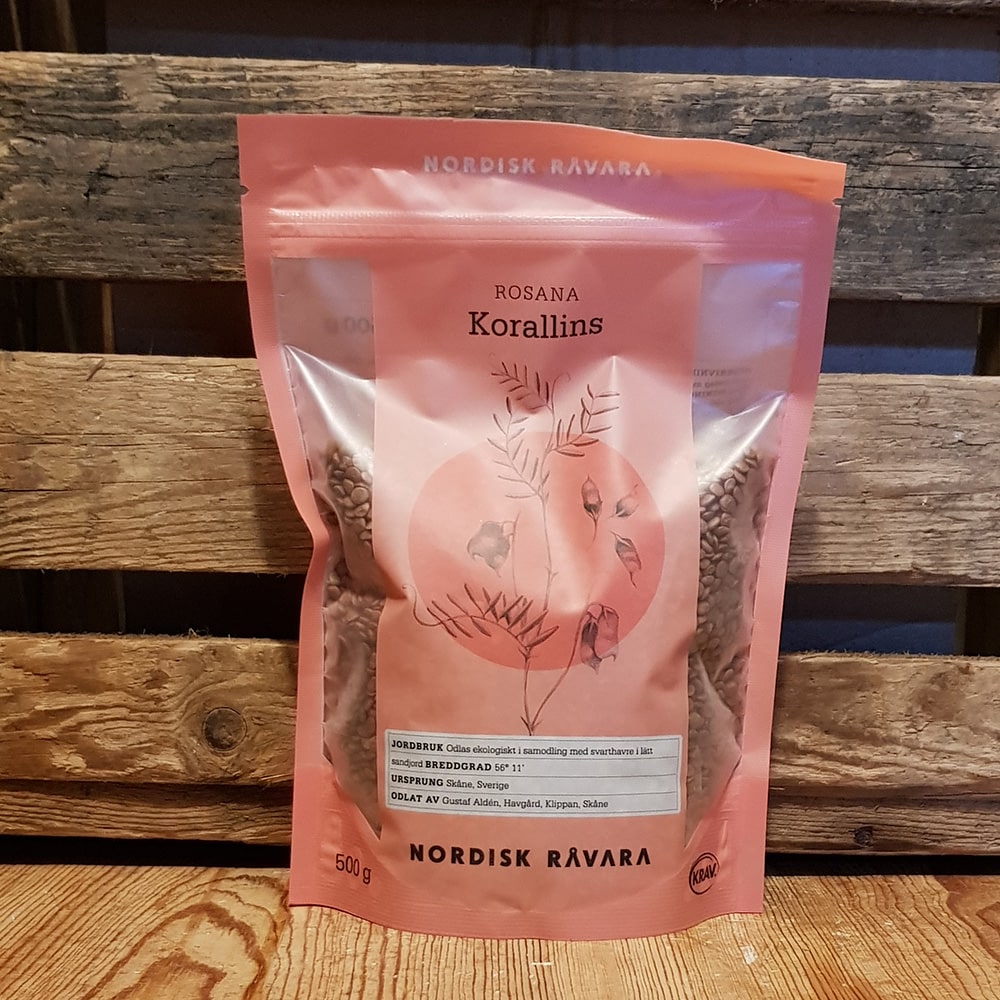 NORDISK RÅVARA
ROSANA
Korallins
JORDBRUK Odlas ekologiskt i samodling med svarthavre i lätt
sandjord BREDDGRAD 56° 11'
URSPRUNG Skåne, Sverige
ODLAT AV Gustaf Aldén, Havgård, Klippan, Skåne
NORDISK RÅVARA
500 g
KRAV